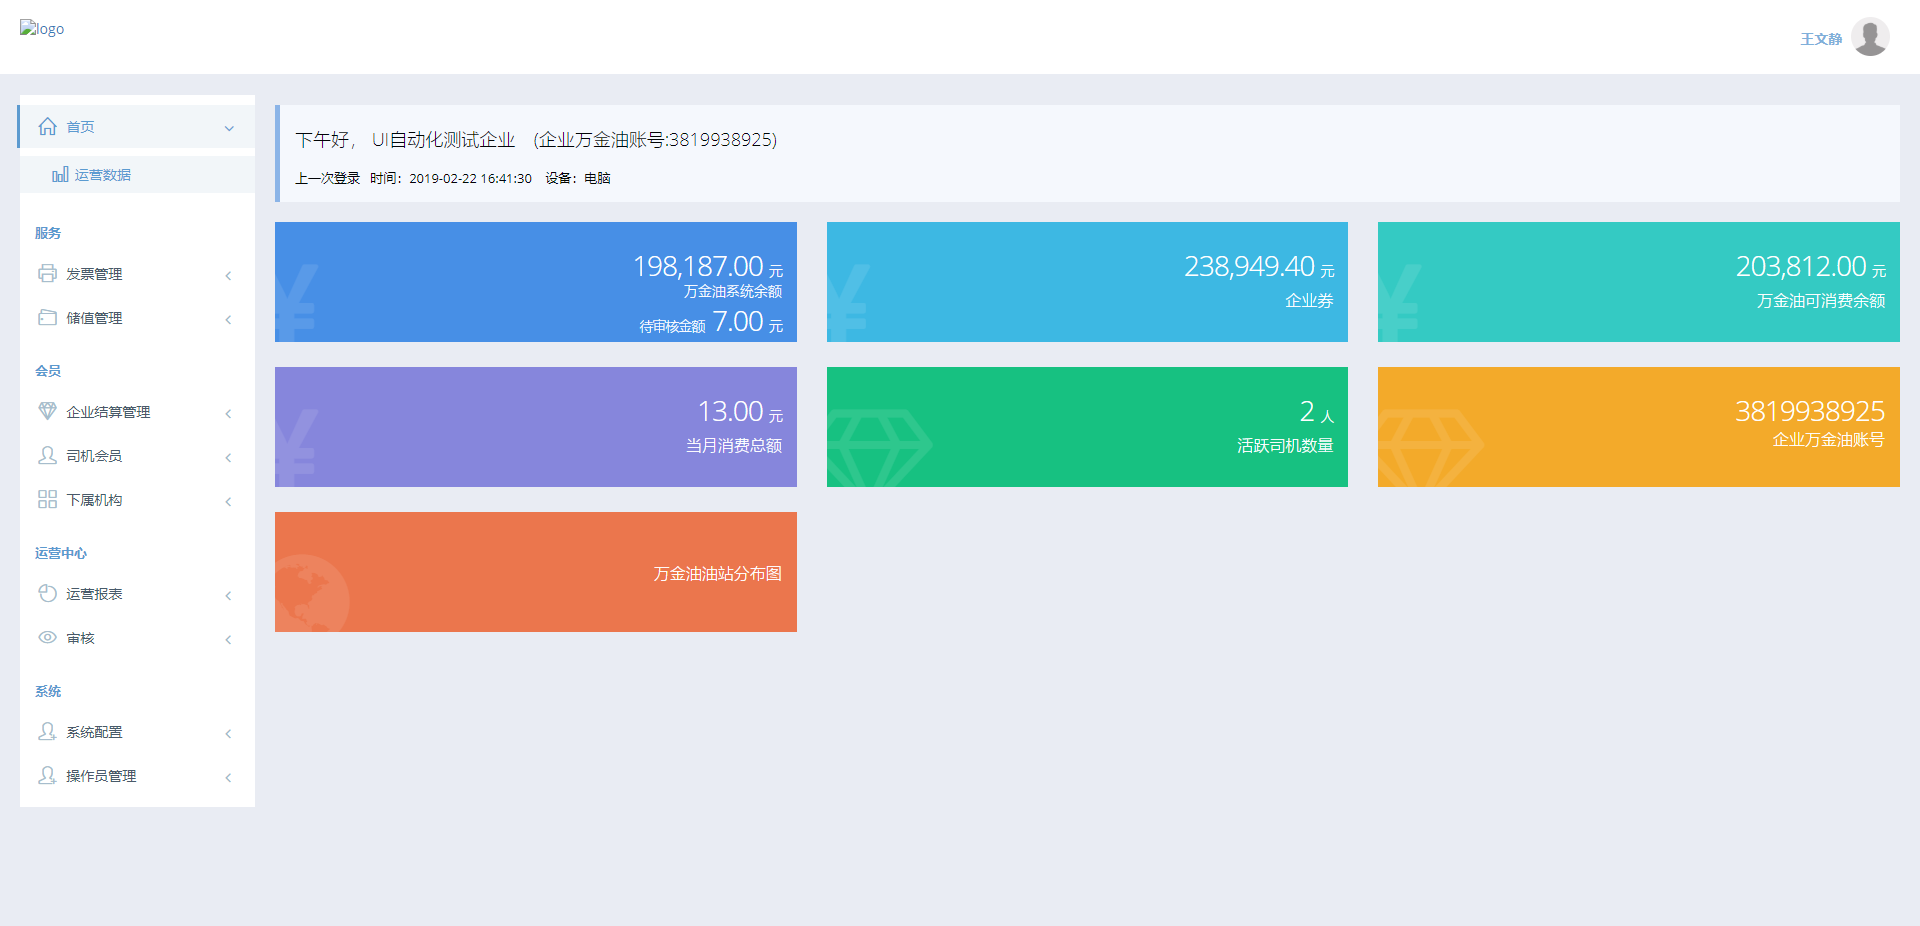 logo
王文静
首页
运营数据
服务
发票管理
储值管理
会员
企业结算管理
司机会员
下属机构
运营中心
运营报表
审核
系统
系统配置
操作员管理
下午好， UI自动化测试企业 (企业万金油账号:3819938925)
上一次登录 时间：2019-02-22 16:41:30 设备：电脑
198,187.00 元
万金油系统余额
待审核金额 7.00 元
238,949.40 元
企业券
203,812.00 元
万金油可消费余额
13.00 元
当月消费总额
2 人
活跃司机数量
3819938925
企业万金油账号
万金油油站分布图